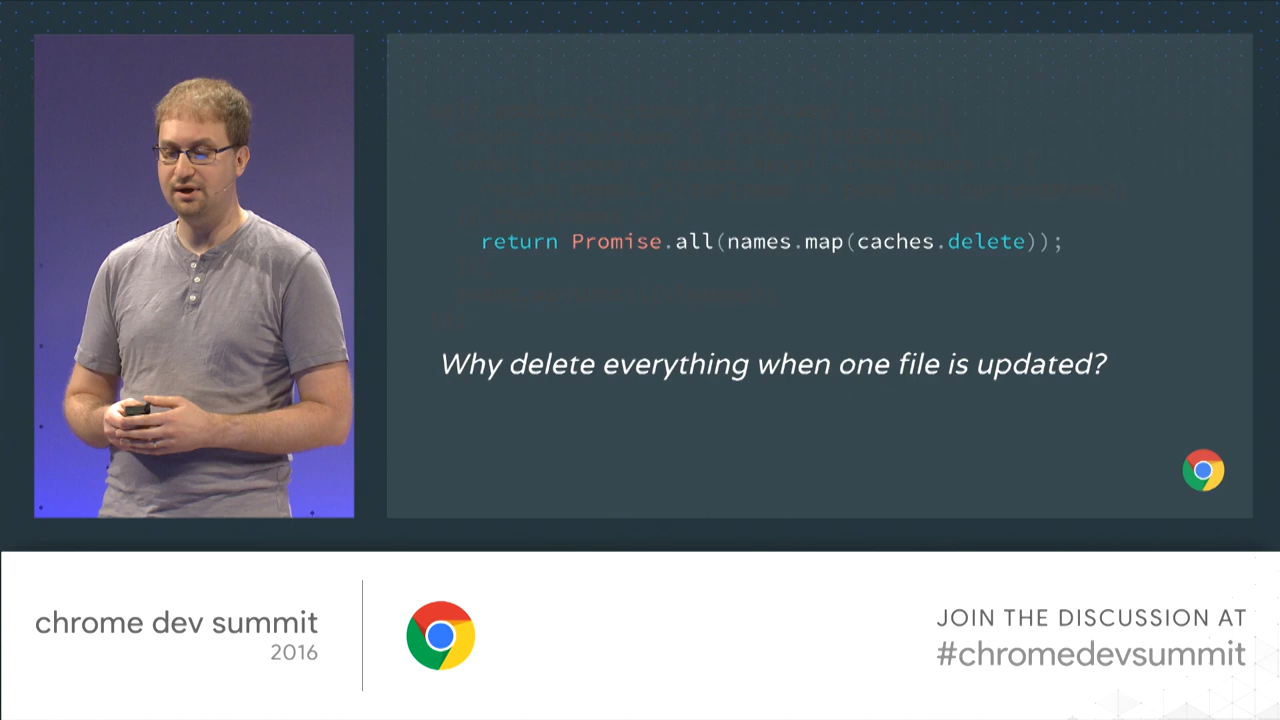 return Promise.all(names.map(caches.delete));
Why delete everything when one file is updated?
chrome dev summit
2016
JOIN THE DISCUSSION AT
#chromedevsummit